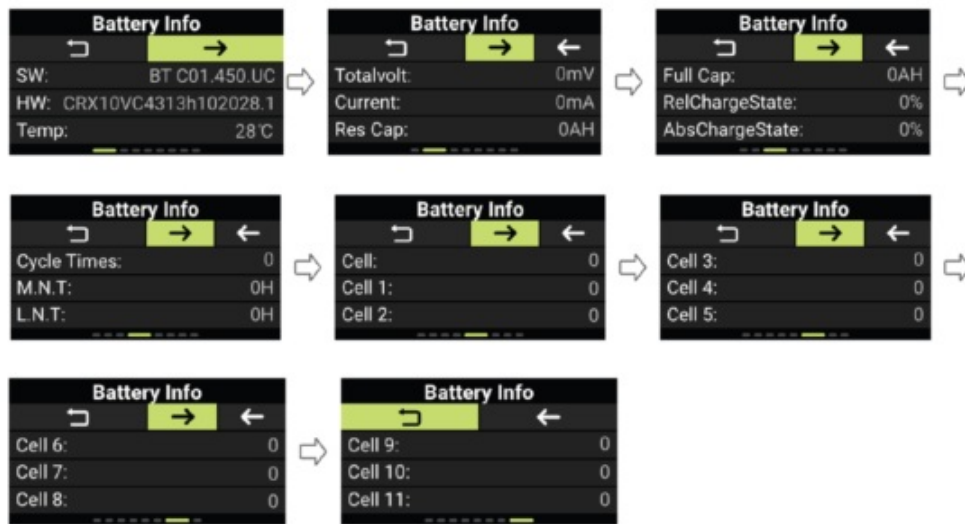 Battery Info
SW: BT C01.450.UC
HW: CRX10VC4313h102028.1
Temp: 28℃
Battery Info
Totalvolt: 0mV
Current: 0mA
Res Cap: 0AH
Battery Info
Full Cap: 0AH
RelChargeState: 0%
AbsChargeState: 0%
Battery Info
Cycle Times: 0
M.N.T: 0H
L.N.T: 0H
Battery Info
Cell: 0
Cell 1: 0
Cell 2: 0
Battery Info
Cell 3: 0
Cell 4: 0
Cell 5: 0
Battery Info
Cell 6: 0
Cell 7: 0
Cell 8: 0
Battery Info
Cell 9: 0
Cell 10: 0
Cell 11: 0